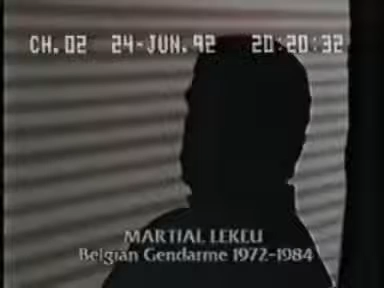 CH.02 24-JUN.92 20:20:32
MARTIAL LEKEU
Belgian Gendarme 1972-1984